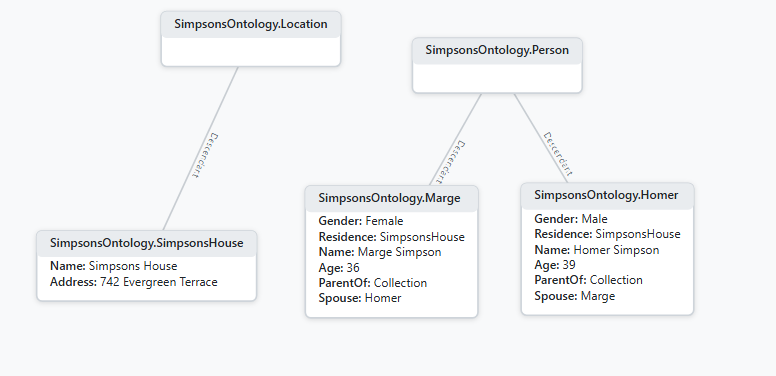 SimpsonsOntology.Location
SimpsonsOntology.Person
Descendant
Descendant
Descendant
SimpsonsOntology.SimpsonsHouse
Name: Simpsons House
Address: 742 Evergreen Terrace
SimpsonsOntology.Marge
Gender: Female
Residence: SimpsonsHouse
Name: Marge Simpson
Age: 36
ParentOf: Collection
Spouse: Homer
SimpsonsOntology.Homer
Gender: Male
Residence: SimpsonsHouse
Name: Homer Simpson
Age: 39
ParentOf: Collection
Spouse: Marge